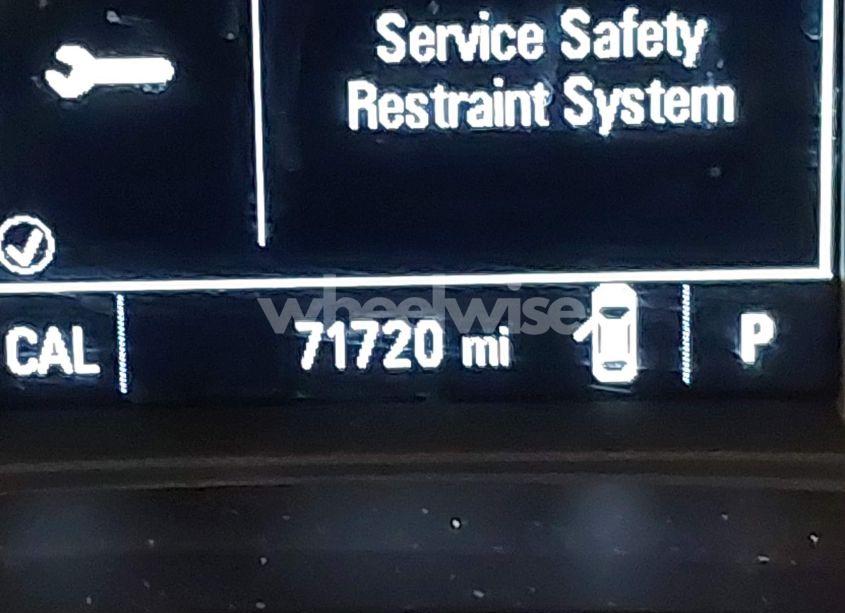 Service Safety
Restraint System
wheelwise
CAL
71720 mi
P